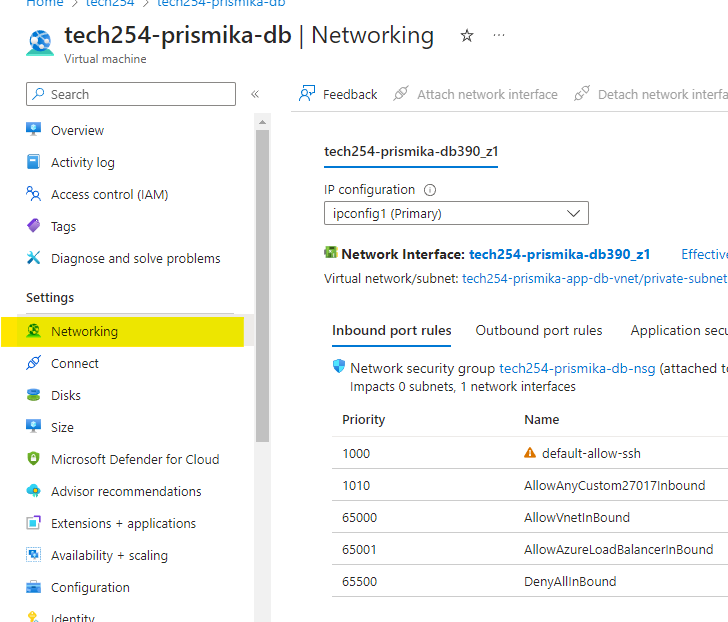 Home > tech254 > tech254-prismika-db
tech254-prismika-db | Networking
Virtual machine
Search
Overview
Activity log
Access control (IAM)
Tags
Diagnose and solve problems
Settings
Networking
Connect
Disks
Size
Microsoft Defender for Cloud
Advisor recommendations
Extensions + applications
Availability + scaling
Configuration
Identity
Feedback Attach network interface Detach network interfa
tech254-prismika-db390_z1
IP configuration
ipconfig1 (Primary)
Network Interface: tech254-prismika-db390_z1 Effective
Virtual network/subnet: tech254-prismika-app-db-vnet/private-subnet
Inbound port rules Outbound port rules Application secu
Network security group tech254-prismika-db-nsg (attached to
Impacts 0 subnets, 1 network interfaces
Priority Name
1000 default-allow-ssh
1010 AllowAnyCustom27017Inbound
65000 AllowVnetInBound
65001 AllowAzureLoadBalancerInBound
65500 DenyAllInBound